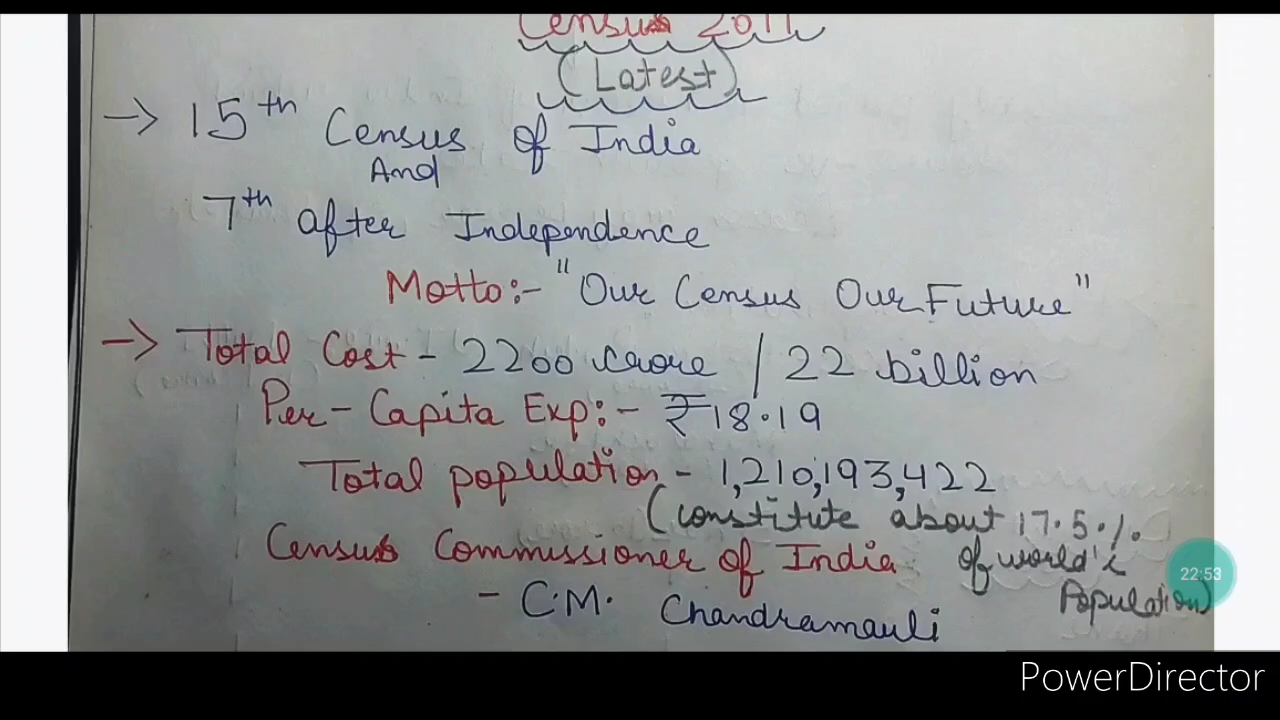 Census 2011
(Latest)
→ 15th Census of India
And
7th after Independence
Motto:- "Our Census Our Future"
→ Total Cost - 2200 crore / 22 billion
Per-Capita Exp:- ₹18.19
Total population - 1,210,193,422
(constitute about 17.5%
Census Commissioner of India of world's
22:53
Population)
- C.M. Chandramauli
PowerDirector